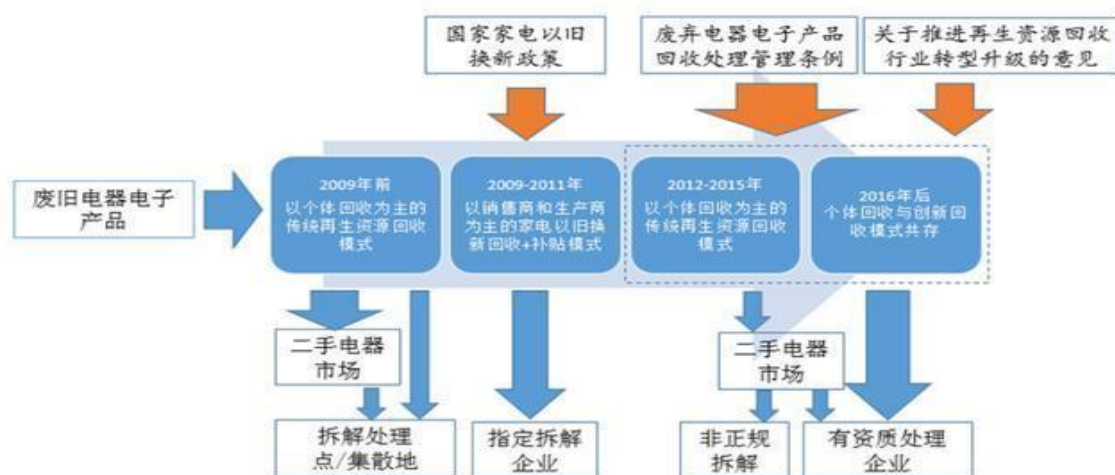 国家家电以旧
换新政策
废弃电器电子产品
回收处理管理条例
关于推进再生资源回收
行业转型升级的意见
废旧电器电子
产品
2009年前
以个体回收为主的
传统再生资源回收
模式
2009-2011年
以销售商和生产商
为主的家电以旧换
新回收+补贴模式
2012-2015年
以个体回收为主的
传统再生资源回收
模式
2016年后
个体回收与创新回
收模式共存
二手电器
市场
二手电器
市场
拆解处理
点/集散地
指定拆解
企业
非正规
拆解
有资质处理
企业